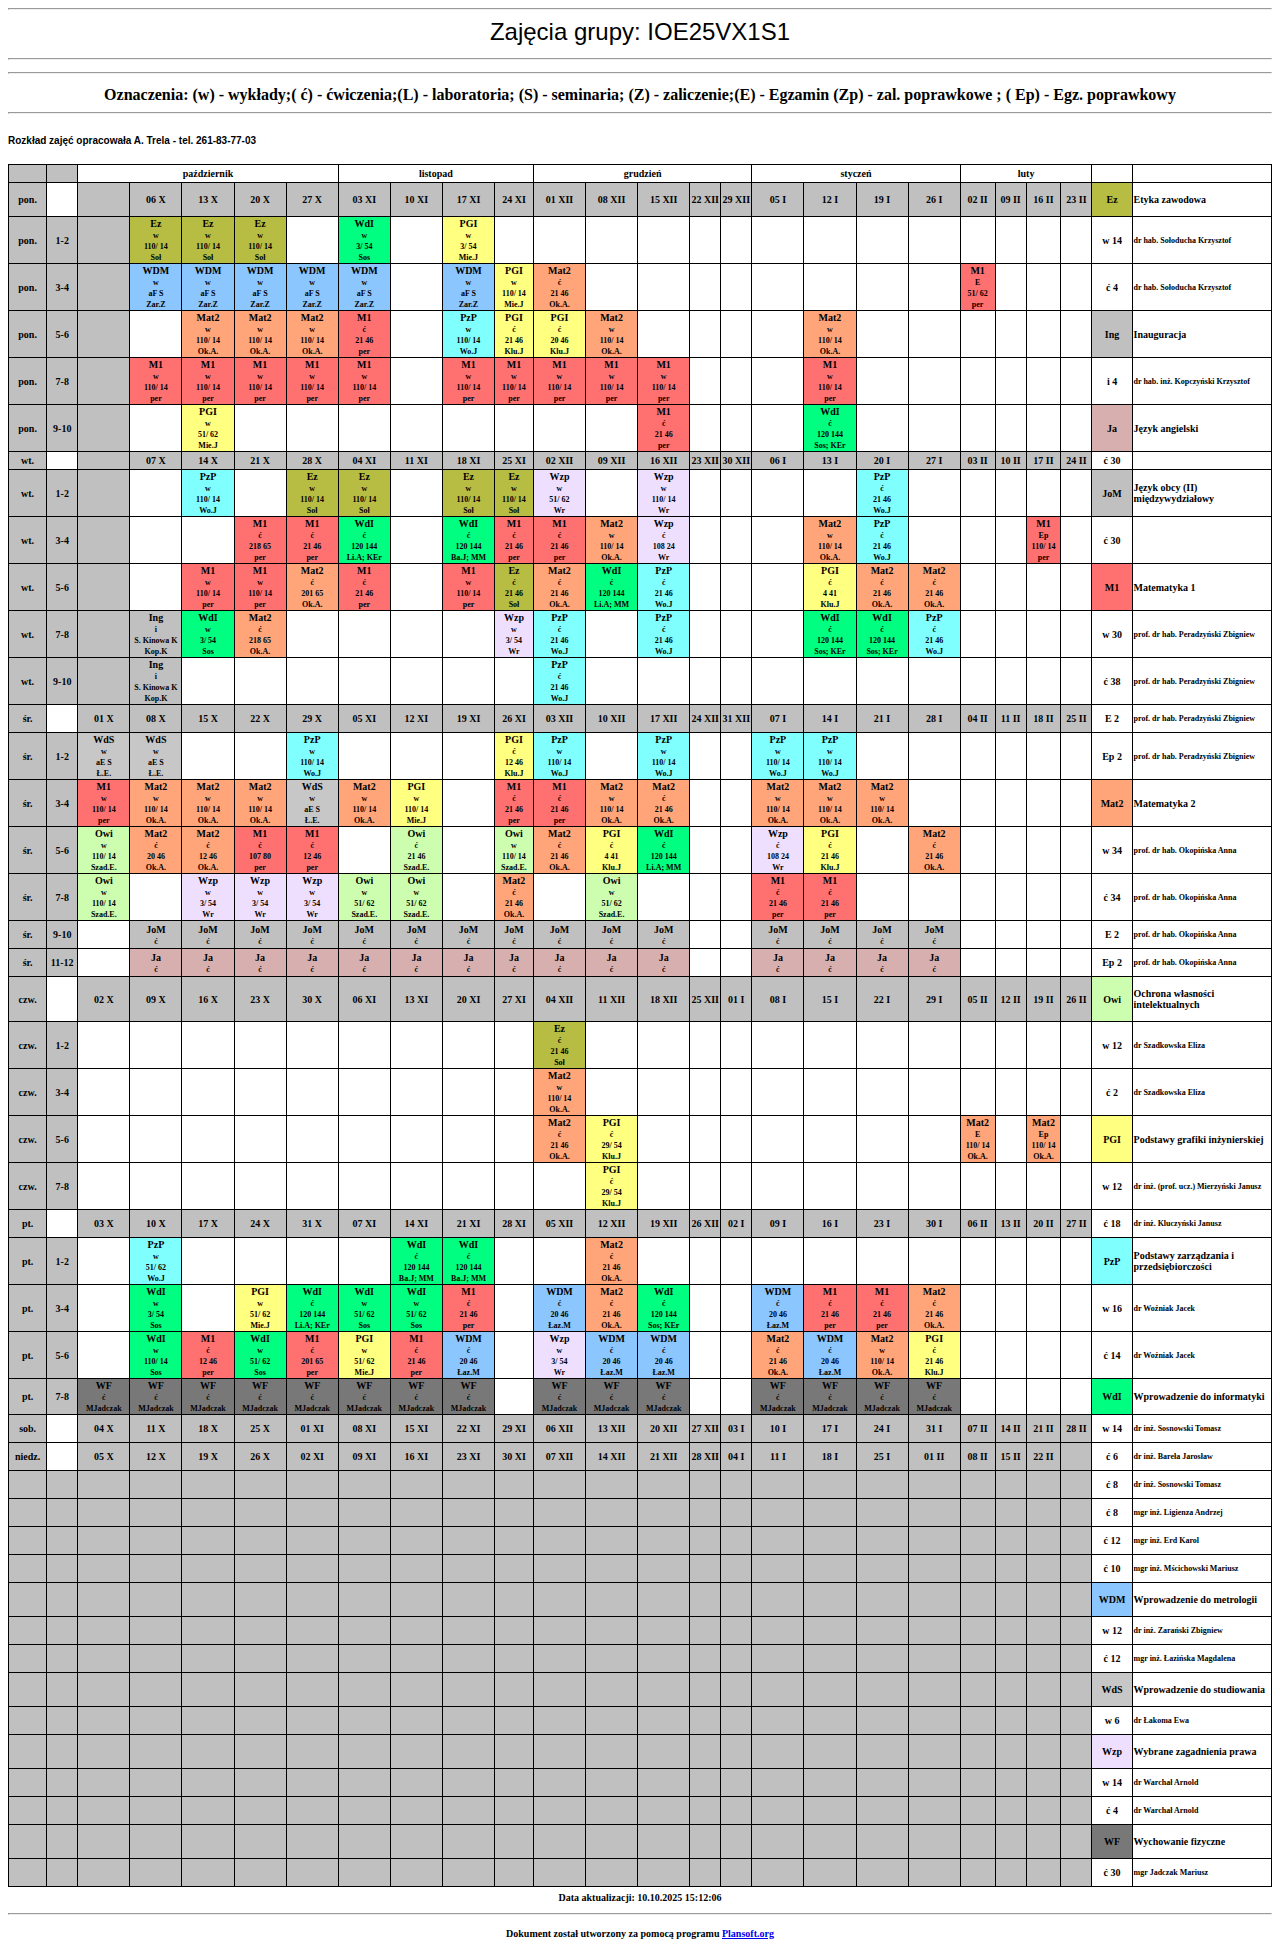 Zajęcia grupy: IOE25VX1S1
Oznaczenia: (w) - wykłady;( ć) - ćwiczenia;(L) - laboratoria; (S) - seminaria; (Z) - zaliczenie;(E) - Egzamin (Zp) - zal. poprawkowe ; ( Ep) - Egz. poprawkowy
Rozkład zajęć opracowała A. Trela - tel. 261-83-77-03
październik listopad grudzień styczeń luty
pon. 06 X 13 X 20 X 27 X 03 XI 10 XI 17 XI 24 XI 01 XII 08 XII 15 XII 22 XII 29 XII 05 I 12 I 19 I 26 I 02 II 09 II 16 II 23 II Ez Etyka zawodowa
Ez Ez Ez WdI PGI
w w w w w
pon. 1-2 110/ 14 110/ 14 110/ 14 3/ 54 3/ 54 w 14 dr hab. Sołoducha Krzysztof
Soł Soł Soł Sos Mie.J
WDM WDM WDM WDM WDM WDM PGI Mat2 M1
w w w w w w w ć E
pon. 3-4 aF S aF S aF S aF S aF S aF S 110/ 14 21 46 51/ 62 ć 4 dr hab. Sołoducha Krzysztof
Zar.Z Zar.Z Zar.Z Zar.Z Zar.Z Zar.Z Mie.J Ok.A. per
Mat2 Mat2 Mat2 M1 PzP PGI PGI Mat2 Mat2
w w w ć w ć ć w w
pon. 5-6 110/ 14 110/ 14 110/ 14 21 46 110/ 14 21 46 20 46 110/ 14 110/ 14 Ing Inauguracja
Ok.A. Ok.A. Ok.A. per Wo.J Klu.J Klu.J Ok.A. Ok.A.
M1 M1 M1 M1 M1 M1 M1 M1 M1 M1 M1
w w w w w w w w w w w
pon. 7-8 110/ 14 110/ 14 110/ 14 110/ 14 110/ 14 110/ 14 110/ 14 110/ 14 110/ 14 110/ 14 110/ 14 i 4 dr hab. inż. Kopczyński Krzysztof
per per per per per per per per per per per
PGI M1 WdI
w ć ć
pon. 9-10 51/ 62 21 46 120 144 Ja Język angielski
Mie.J per Sos; KEr
wt. 07 X 14 X 21 X 28 X 04 XI 11 XI 18 XI 25 XI 02 XII 09 XII 16 XII 23 XII 30 XII 06 I 13 I 20 I 27 I 03 II 10 II 17 II 24 II ć 30
PzP Ez Ez Ez Ez Wzp Wzp PzP
w w w w w w w ć
wt. 1-2 110/ 14 110/ 14 110/ 14 110/ 14 110/ 14 51/ 62 110/ 14 21 46 JoM Język obcy (II) międzywydziałowy
Wo.J Soł Soł Soł Soł Wr Wr Wo.J
M1 M1 WdI WdI M1 M1 Mat2 Wzp Mat2 PzP M1
ć ć ć ć ć ć w ć w ć Ep
wt. 3-4 218 65 21 46 120 144 120 144 21 46 21 46 110/ 14 108 24 110/ 14 21 46 110/ 14 ć 30
per per Li.A; KEr Ba.J; MM per per Ok.A. Wr Ok.A. Wo.J per
M1 M1 Mat2 M1 M1 Ez Mat2 WdI PzP PGI Mat2 Mat2
w w ć ć w ć ć ć ć ć ć ć
wt. 5-6 110/ 14 110/ 14 201 65 21 46 110/ 14 21 46 21 46 120 144 21 46 4 41 21 46 21 46 M1 Matematyka 1
per per Ok.A. per per Soł Ok.A. Li.A; MM Wo.J Klu.J Ok.A. Ok.A.
Ing WdI Mat2 Wzp PzP PzP WdI WdI PzP
i w ć w ć ć ć ć ć
wt. 7-8 S. Kinowa K 3/ 54 218 65 3/ 54 21 46 21 46 120 144 120 144 21 46 w 30 prof. dr hab. Peradzyński Zbigniew
Kop.K Sos Ok.A. Wr Wo.J Wo.J Sos; KEr Sos; KEr Wo.J
Ing PzP
i ć
wt. 9-10 S. Kinowa K 21 46 ć 38 prof. dr hab. Peradzyński Zbigniew
Kop.K Wo.J
śr. 01 X 08 X 15 X 22 X 29 X 05 XI 12 XI 19 XI 26 XI 03 XII 10 XII 17 XII 24 XII 31 XII 07 I 14 I 21 I 28 I 04 II 11 II 18 II 25 II E 2 prof. dr hab. Peradzyński Zbigniew
WdS WdS PzP PGI PzP PzP PzP PzP
w w w ć w w w w
śr. 1-2 aE S aE S 110/ 14 12 46 110/ 14 110/ 14 110/ 14 110/ 14 Ep 2 prof. dr hab. Peradzyński Zbigniew
Ł.E. Ł.E. Wo.J Klu.J Wo.J Wo.J Wo.J Wo.J
M1 Mat2 Mat2 Mat2 WdS Mat2 PGI M1 M1 Mat2 Mat2 Mat2 Mat2 Mat2
w w w w w w w ć ć w ć w w w
śr. 3-4 110/ 14 110/ 14 110/ 14 110/ 14 aE S 110/ 14 110/ 14 21 46 21 46 110/ 14 21 46 110/ 14 110/ 14 110/ 14 Mat2 Matematyka 2
per Ok.A. Ok.A. Ok.A. Ł.E. Ok.A. Mie.J per per Ok.A. Ok.A. Ok.A. Ok.A. Ok.A.
Owi Mat2 Mat2 M1 M1 Owi Owi Mat2 PGI WdI Wzp PGI Mat2
w ć ć ć ć ć w ć ć ć ć ć ć
śr. 5-6 110/ 14 20 46 12 46 107 80 12 46 21 46 110/ 14 21 46 4 41 120 144 108 24 21 46 21 46 w 34 prof. dr hab. Okopińska Anna
Szad.E. Ok.A. Ok.A. per per Szad.E. Szad.E. Ok.A. Klu.J Li.A; MM Wr Klu.J Ok.A.
Owi Wzp Wzp Wzp Owi Owi Mat2 Owi M1 M1
w w w w w w ć w ć ć
śr. 7-8 110/ 14 3/ 54 3/ 54 3/ 54 51/ 62 51/ 62 21 46 51/ 62 21 46 21 46 ć 34 prof. dr hab. Okopińska Anna
Szad.E. Wr Wr Wr Szad.E. Szad.E. Ok.A. Szad.E. per per
śr. 9-10 JoM JoM JoM JoM JoM JoM JoM JoM JoM JoM JoM JoM JoM JoM JoM E 2 prof. dr hab. Okopińska Anna
ć ć ć ć ć ć ć ć ć ć ć ć ć ć ć
śr. 11-12 Ja Ja Ja Ja Ja Ja Ja Ja Ja Ja Ja Ja Ja Ja Ja Ep 2 prof. dr hab. Okopińska Anna
ć ć ć ć ć ć ć ć ć ć ć ć ć ć ć
czw. 02 X 09 X 16 X 23 X 30 X 06 XI 13 XI 20 XI 27 XI 04 XII 11 XII 18 XII 25 XII 01 I 08 I 15 I 22 I 29 I 05 II 12 II 19 II 26 II Owi Ochrona własności intelektualnych
Ez
ć
czw. 1-2 21 46 w 12 dr Szadkowska Eliza
Soł
Mat2
w
czw. 3-4 110/ 14 ć 2 dr Szadkowska Eliza
Ok.A.
Mat2 PGI Mat2 Mat2
ć ć E Ep
czw. 5-6 21 46 29/ 54 110/ 14 110/ 14 PGI Podstawy grafiki inżynierskiej
Ok.A. Klu.J Ok.A. Ok.A.
PGI
ć
czw. 7-8 29/ 54 w 12 dr inż. (prof. ucz.) Mierzyński Janusz
Klu.J
pt. 03 X 10 X 17 X 24 X 31 X 07 XI 14 XI 21 XI 28 XI 05 XII 12 XII 19 XII 26 XII 02 I 09 I 16 I 23 I 30 I 06 II 13 II 20 II 27 II ć 18 dr inż. Kluczyński Janusz
PzP WdI WdI Mat2
w ć ć ć
pt. 1-2 51/ 62 120 144 120 144 21 46 PzP Podstawy zarządzania i przedsiębiorczości
Wo.J Ba.J; MM Ba.J; MM Ok.A.
WdI PGI WdI WdI WdI M1 WDM Mat2 WdI WDM M1 M1 Mat2
w w ć w w ć ć ć ć ć ć ć ć
pt. 3-4 3/ 54 51/ 62 120 144 51/ 62 51/ 62 21 46 20 46 21 46 120 144 20 46 21 46 21 46 21 46 w 16 dr Woźniak Jacek
Sos Mie.J Li.A; KEr Sos Sos per Łaz.M Ok.A. Sos; KEr Łaz.M per per Ok.A.
WdI M1 WdI M1 PGI M1 WDM Wzp WDM WDM Mat2 WDM Mat2 PGI
w ć w ć w ć ć w ć ć ć ć w ć
pt. 5-6 110/ 14 12 46 51/ 62 201 65 51/ 62 21 46 20 46 3/ 54 20 46 20 46 21 46 20 46 110/ 14 21 46 ć 14 dr Woźniak Jacek
Sos per Sos per Mie.J per Łaz.M Wr Łaz.M Łaz.M Ok.A. Łaz.M Ok.A. Klu.J
WF WF WF WF WF WF WF WF WF WF WF WF WF WF WF
pt. 7-8 ć ć ć ć ć ć ć ć ć ć ć ć ć ć ć WdI Wprowadzenie do informatyki
MJadczak MJadczak MJadczak MJadczak MJadczak MJadczak MJadczak MJadczak MJadczak MJadczak MJadczak MJadczak MJadczak MJadczak MJadczak
sob. 04 X 11 X 18 X 25 X 01 XI 08 XI 15 XI 22 XI 29 XI 06 XII 13 XII 20 XII 27 XII 03 I 10 I 17 I 24 I 31 I 07 II 14 II 21 II 28 II w 14 dr inż. Sosnowski Tomasz
niedz. 05 X 12 X 19 X 26 X 02 XI 09 XI 16 XI 23 XI 30 XI 07 XII 14 XII 21 XII 28 XII 04 I 11 I 18 I 25 I 01 II 08 II 15 II 22 II ć 6 dr inż. Bareła Jarosław
ć 8 dr inż. Sosnowski Tomasz
ć 8 mgr inż. Ligienza Andrzej
ć 12 mgr inż. Erd Karol
ć 10 mgr inż. Mścichowski Mariusz
WDM Wprowadzenie do metrologii
w 12 dr inż. Zarański Zbigniew
ć 12 mgr inż. Łazińska Magdalena
WdS Wprowadzenie do studiowania
w 6 dr Łakoma Ewa
Wzp Wybrane zagadnienia prawa
w 14 dr Warchał Arnold
ć 4 dr Warchał Arnold
WF Wychowanie fizyczne
ć 30 mgr Jadczak Mariusz
Data aktualizacji: 10.10.2025 15:12:06
Dokument został utworzony za pomocą programu Plansoft.org